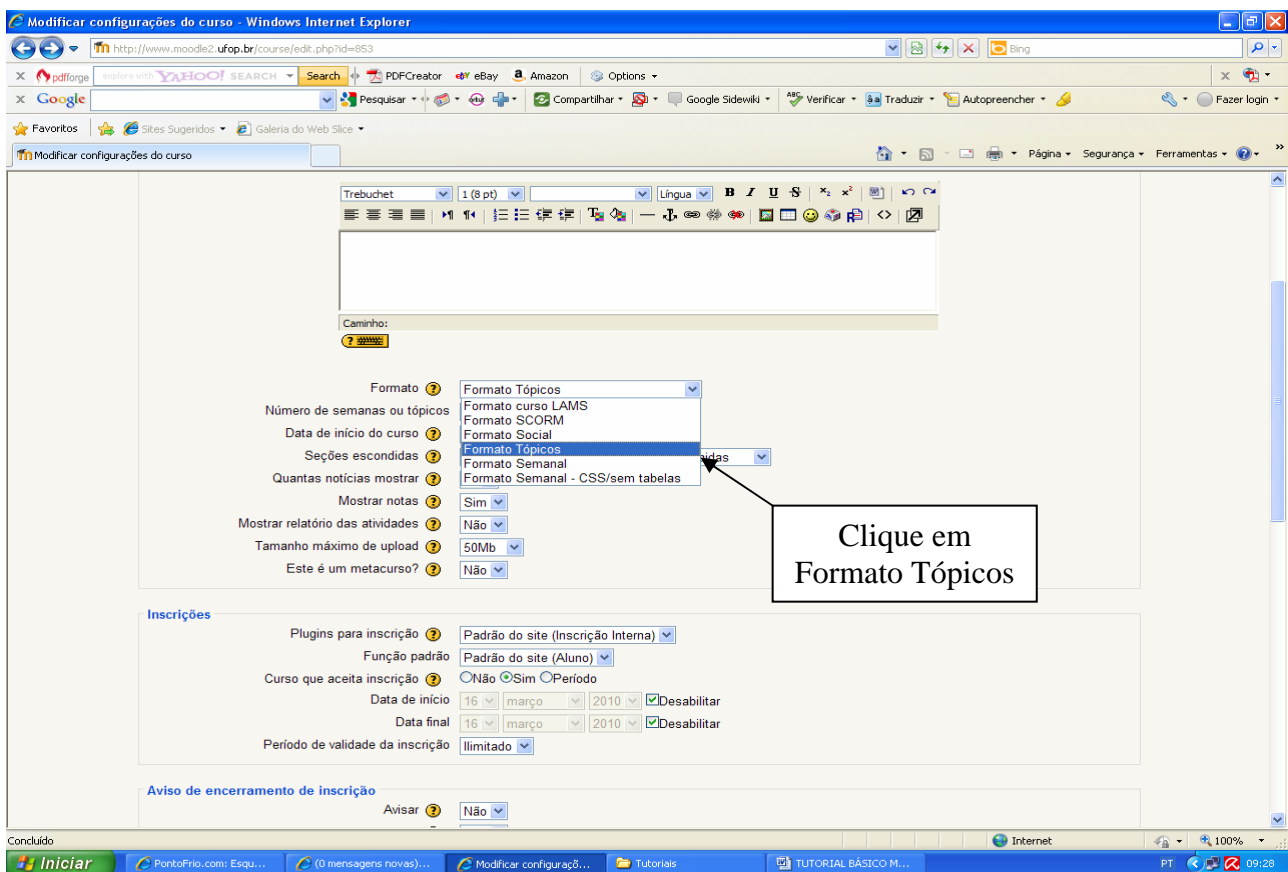 Modificar configurações do curso - Windows Internet Explorer
http://www.moodle2.ufop.br/course/edit.php?id=853
Bing
pdfforge explore with YAHOO! SEARCH Search PDFCreator eBay Amazon Options
Google Pesquisar Compartilhar Google Sidewiki Verificar Traduzir Autopreencher Fazer login
Favoritos Sites Sugeridos Galeria do Web Slice
Modificar configurações do curso Página Segurança Ferramentas
Trebuchet 1 (8 pt) Língua B I U S x₂ x²
Caminho:
Formato Formato Tópicos
Formato curso LAMS
Número de semanas ou tópicos
Formato SCORM
Data de início do curso Formato Social
Formato Tópicos
Seções escondidas
Formato Semanal
Quantas notícias mostrar Formato Semanal - CSS/sem tabelas
Mostrar notas Sim
Mostrar relatório das atividades Não
Tamanho máximo de upload 50Mb
Este é um metacurso? Não
Clique em
Formato Tópicos
Inscrições
Plugins para inscrição Padrão do site (Inscrição Interna)
Função padrão Padrão do site (Aluno)
Curso que aceita inscrição Não Sim Período
Data de início 16 março 2010 Desabilitar
Data final 16 março 2010 Desabilitar
Período de validade da inscrição Ilimitado
Aviso de encerramento de inscrição
Avisar Não
Concluído Internet 100%
Iniciar PontoFrio.com: Esqu... (0 mensagens novas)... Modificar configuraçõ... Tutoriais TUTORIAL BÁSICO M... PT 09:28